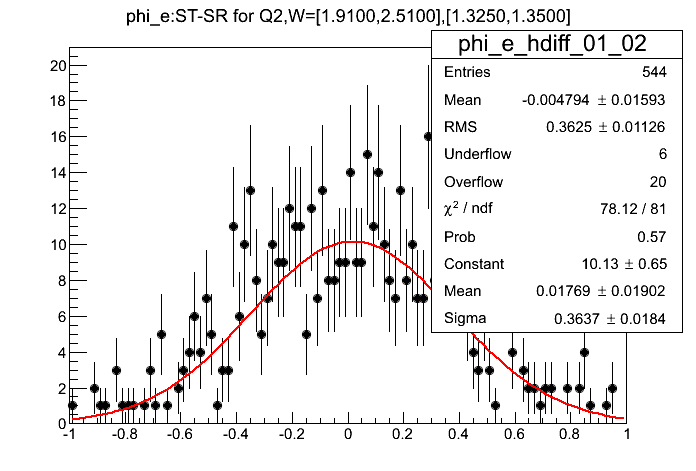 phi_e:ST-SR for Q2,W=[1.9100,2.5100],[1.3250,1.3500]
phi_e_hdiff_01_02
Entries 544
Mean -0.004794 ± 0.01593
RMS 0.3625 ± 0.01126
Underflow 6
Overflow 20
χ² / ndf 78.12 / 81
Prob 0.57
Constant 10.13 ± 0.65
Mean 0.01769 ± 0.01902
Sigma 0.3637 ± 0.0184
20
18
16
14
12
10
8
6
4
2
0
-1 -0.8 -0.6 -0.4 -0.2 0 0.2 0.4 0.6 0.8 1